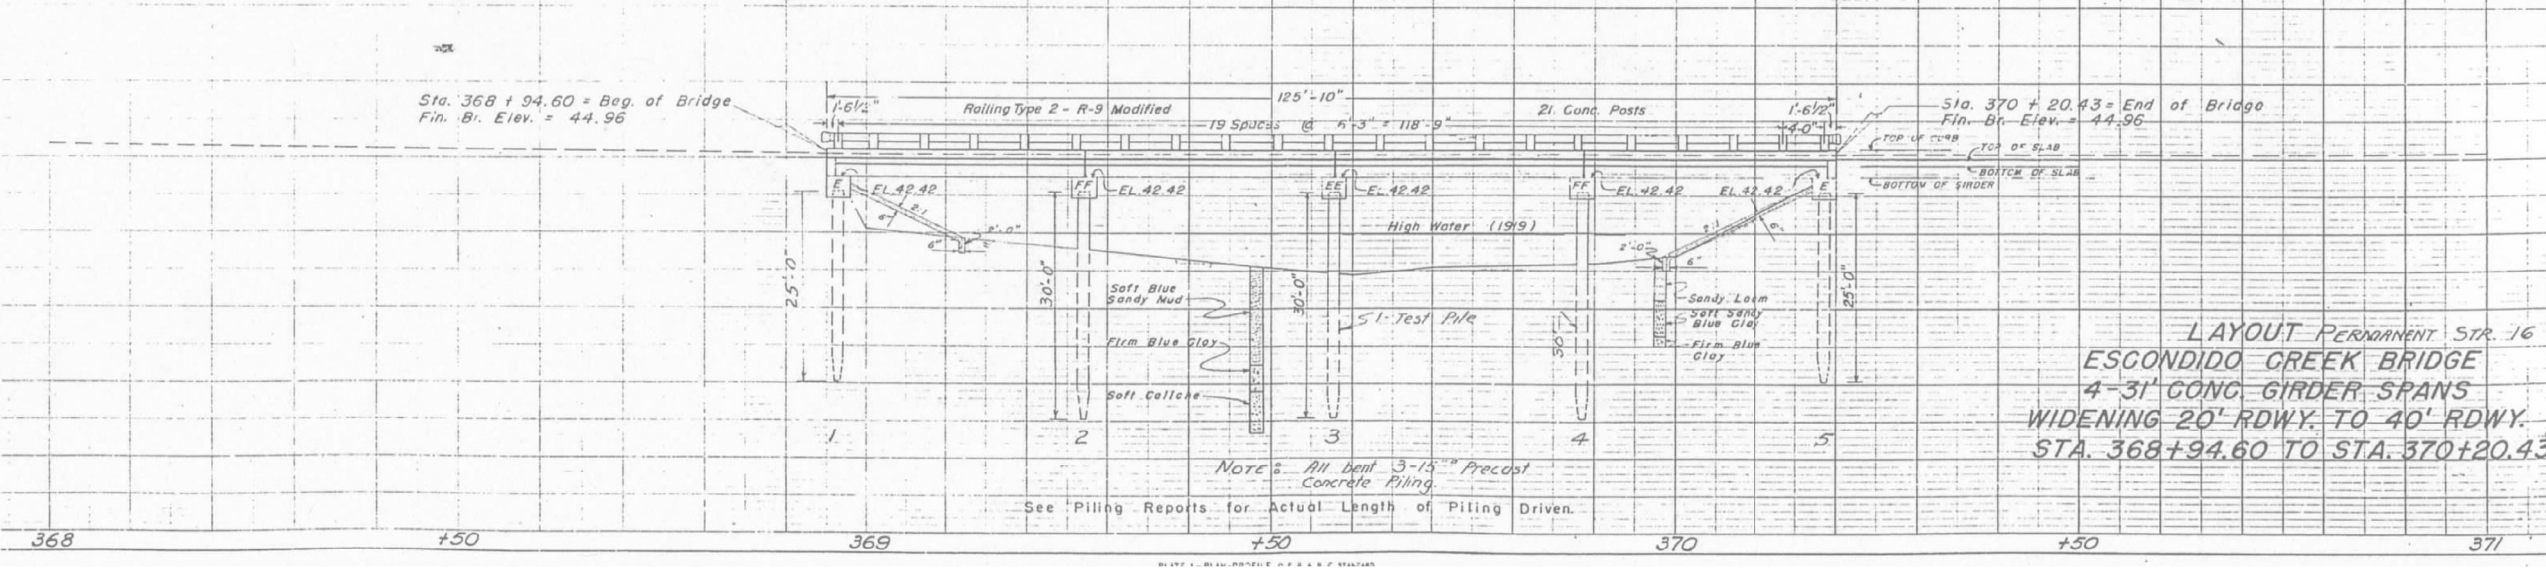 125'-10"
Sta. 368 + 94.60 = Beg. of Bridge
Fin. Br. Elev. = 44.96
1'-6½"
Railing Type 2 - R-9 Modified
21 Conc. Posts
1'-6½"
Sta. 370 + 20.43 = End of Bridge
Fin. Br. Elev. = 44.96
19 Spaces @ 6'-3" = 118'-9"
4'-0"
TOP OF CURB
TOP OF SLAB
BOTTOM OF SLAB
BOTTOM OF GIRDER
E
EL. 42.42
FF
EL. 42.42
EE
EL. 42.42
FF
EL. 42.42
EL. 42.42
E
2:1
6"
2'-0"
6"
High Water (1919)
2:1
6"
2'-0"
6"
25'-0"
30'-0"
Soft Blue
Sandy Mud
Firm Blue Clay
Soft Caliche
30'-0"
1-Test Pile
30'
Sandy Loam
Soft Sandy
Blue Clay
Firm Blue
Clay
25'-0"
LAYOUT PERMANENT STR. 16
ESCONDIDO CREEK BRIDGE
4-31' CONC. GIRDER SPANS
WIDENING 20' RDWY. TO 40' RDWY.
STA. 368+94.60 TO STA. 370+20.43
1 2 3 4 5
NOTE: All bent 3-15" Precast
Concrete Piling.
See Piling Reports for Actual Length of Piling Driven.
368 +50 369 +50 370 +50 371